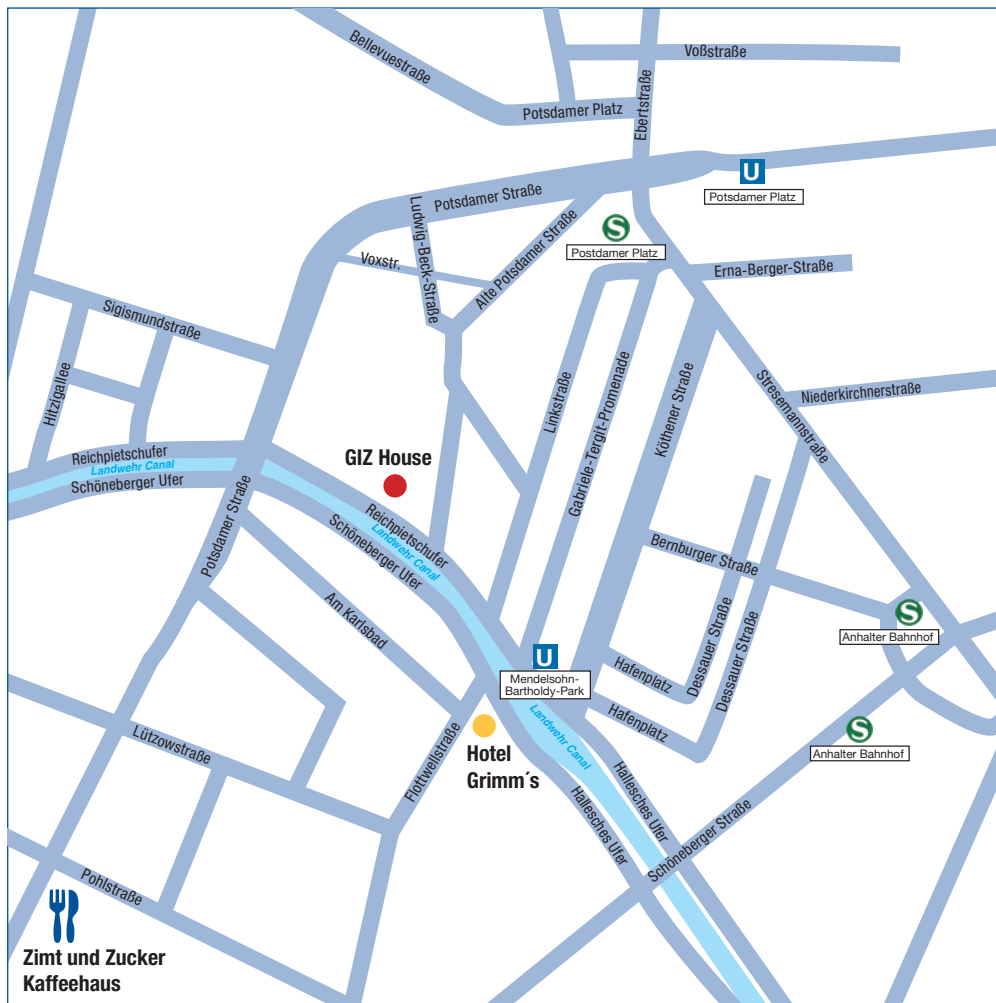 Bellevuestraße
Voßstraße
Potsdamer Platz
Ebertstraße
U
Potsdamer Platz
Potsdamer Straße
Ludwig-Beck-Straße
Alte Potsdamer Straße
S
Postdamer Platz
Voxstr.
Erna-Berger-Straße
Sigismundstraße
Hitzigallee
Linkstraße
Gabriele-Tergit-Promenade
Köthener Straße
Stresemannstraße
Niederkirchnerstraße
Reichpietschufer
Landwehr Canal
Schöneberger Ufer
GIZ House
Reichpietschufer
Landwehr Canal
Schöneberger Ufer
Potsdamer Straße
Am Karlsbad
Bernburger Straße
Dessauer Straße
Dessauer Straße
S
Anhalter Bahnhof
U
Mendelsohn-
Bartholdy-Park
Hafenplatz
Hafenplatz
Landwehr Canal
S
Anhalter Bahnhof
Lützowstraße
Flottwellstraße
Hotel
Grimm´s
Hallesches Ufer
Hallesches Ufer
Schöneberger Straße
Pohlstraße
Zimt und Zucker
Kaffeehaus